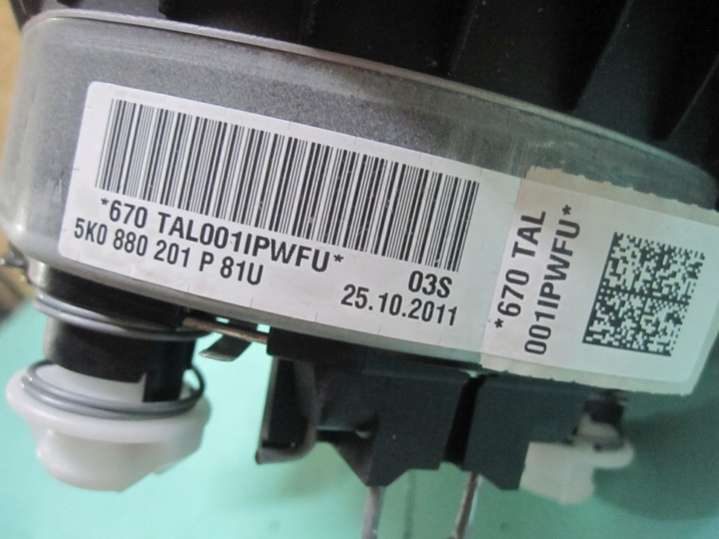 *670 TAL001IPWFU*
5K0 880 201 P 81U
03S
25.10.2011
*670 TAL
001IPWFU*